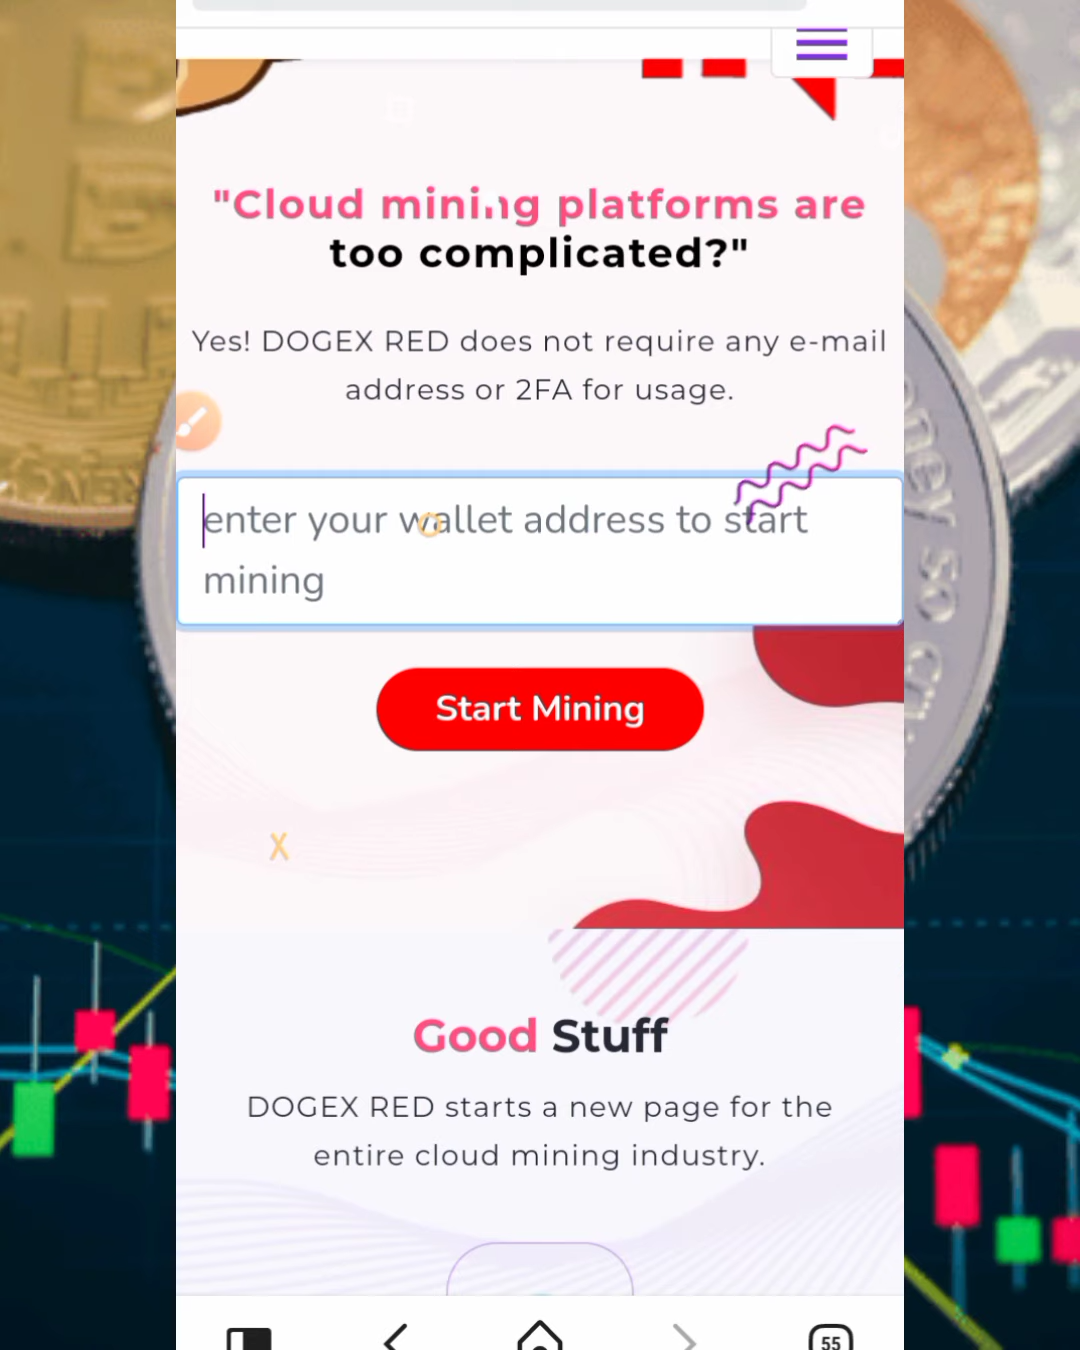 "Cloud mining platforms are
too complicated?"
Yes! DOGEX RED does not require any e-mail
address or 2FA for usage.
enter your wallet address to start
mining
Start Mining
X
Good Stuff
DOGEX RED starts a new page for the
entire cloud mining industry.
55